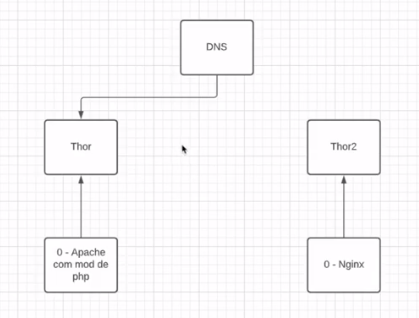 DNS
Thor
Thor2
0 - Apache
com mod de
php
0 - Nginx